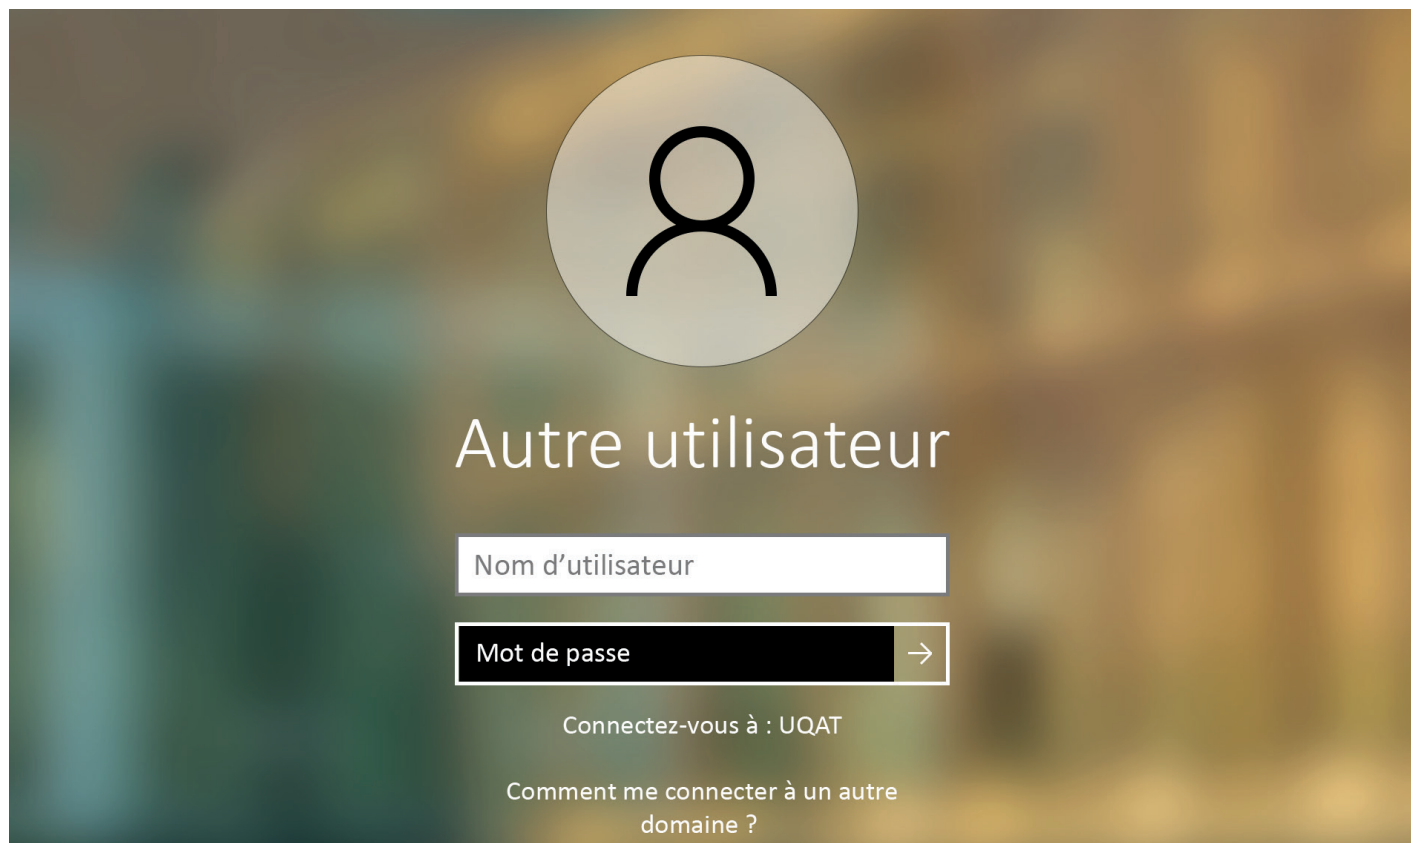 Autre utilisateur
Nom d’utilisateur
Mot de passe
Connectez-vous à : UQAT
Comment me connecter à un autre
domaine ?